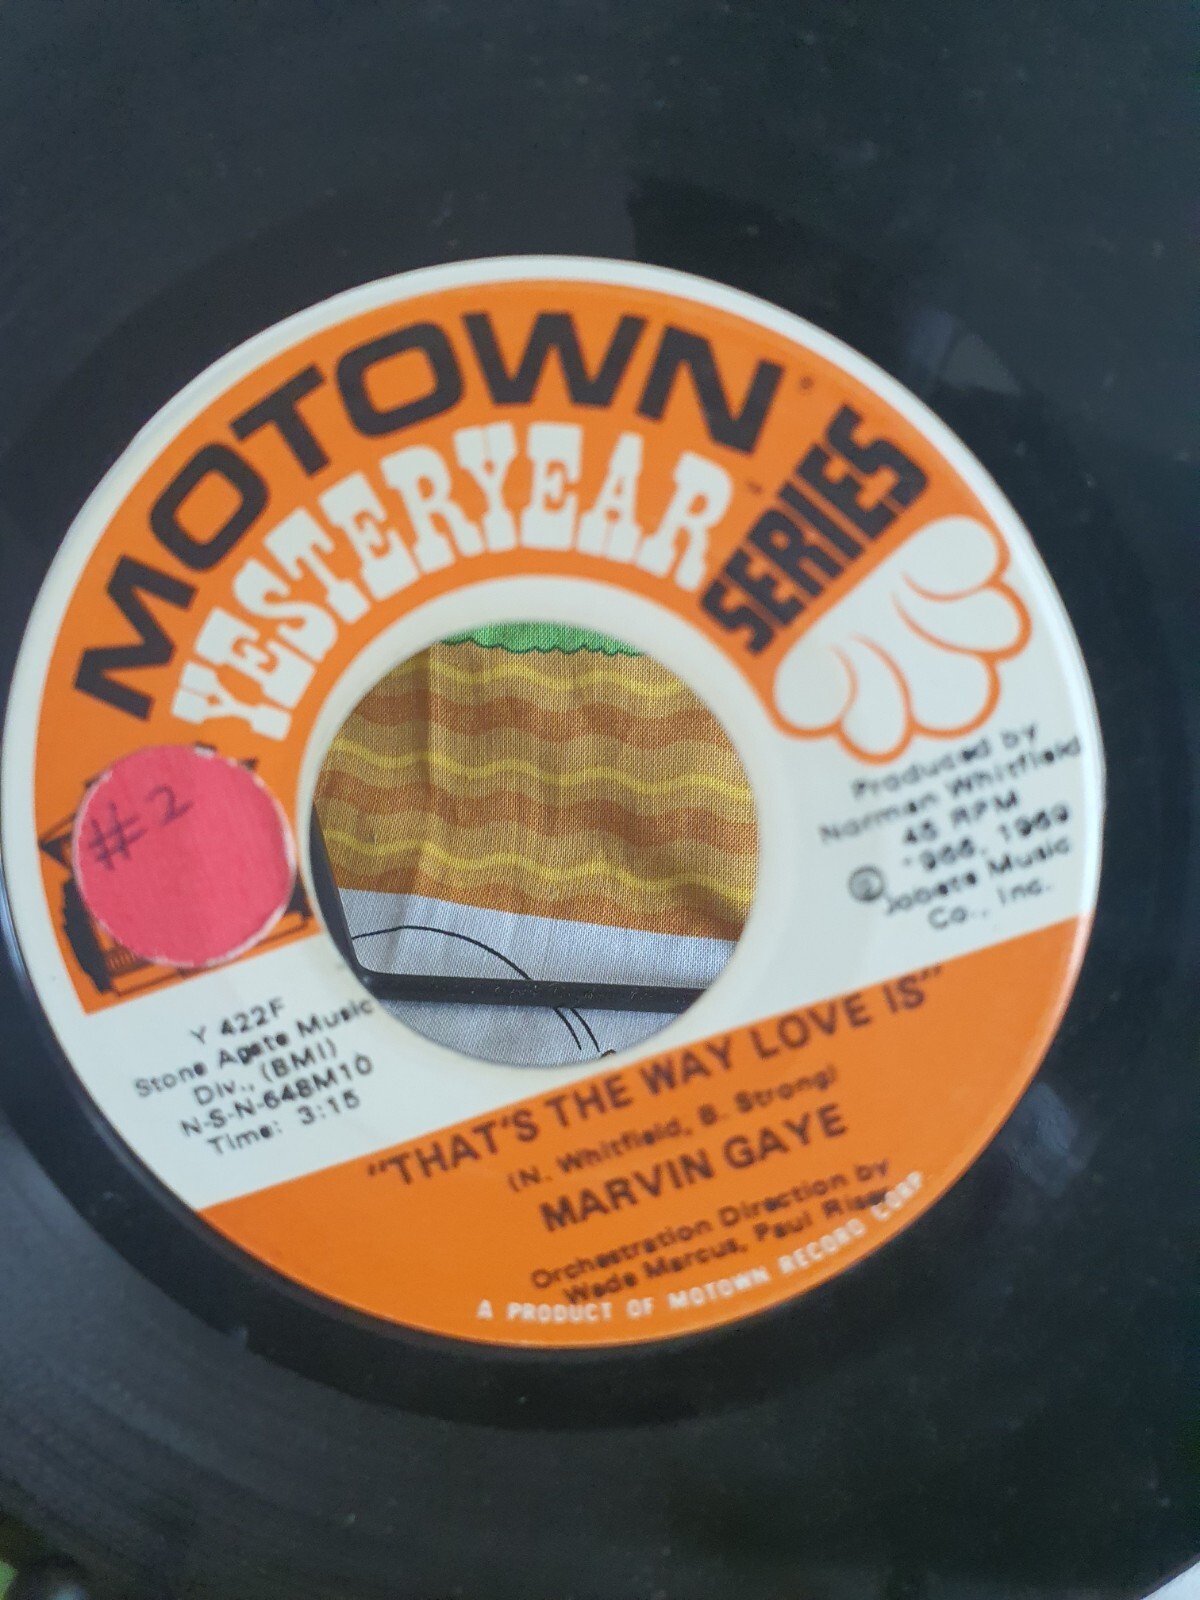 MOTOWN
YESTERYEAR
SERIES
#2
Produced by
Norman Whitfield
45 RPM
1969
Jobete Music
Co., Inc.
Y 422F
Stone Agate Music
Div., (BMI)
N-S-N-648M10
Time: 3:15
"THAT'S THE WAY LOVE IS"
(N. Whitfield, B. Strong)
MARVIN GAYE
Orchestration Direction by
Wade Marcus, Paul Riser
A PRODUCT OF MOTOWN RECORD CORP.